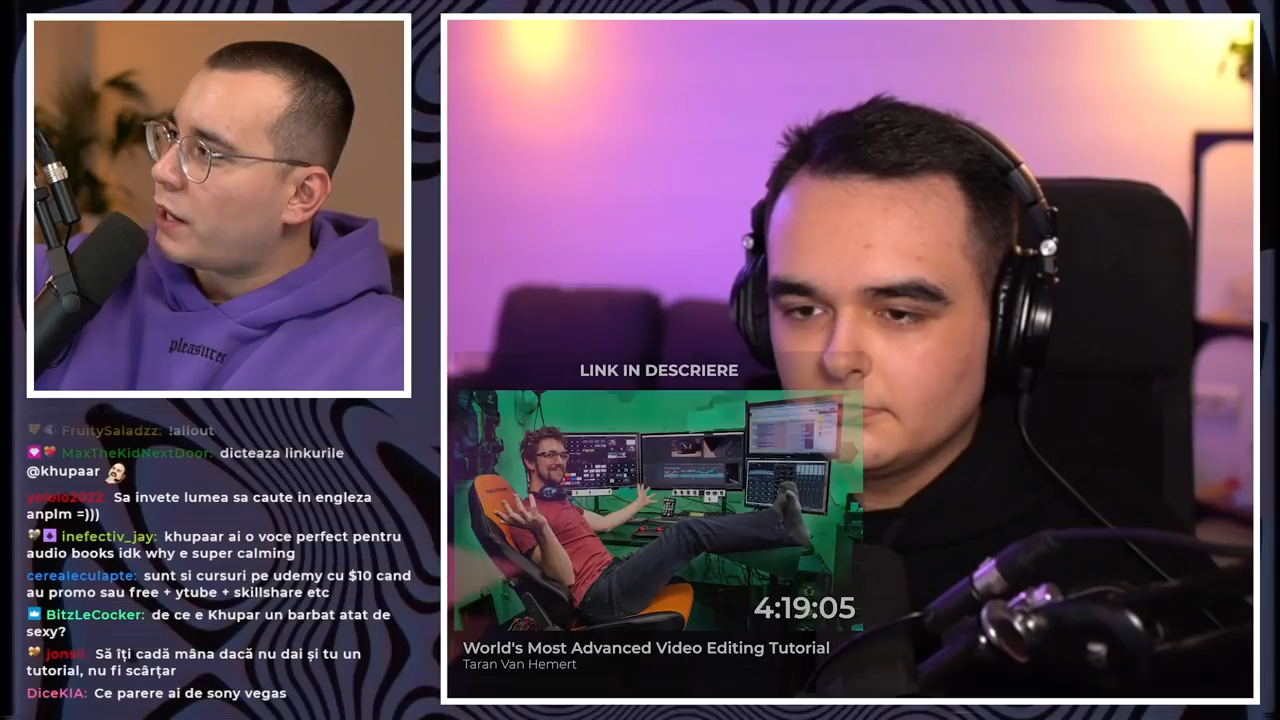 pleasures
FruitySaladzz: !allout
MaxTheKidNextDoor: dicteaza linkurile
@khupaar
yololo2022: Sa invete lumea sa caute in engleza
anplm =)))
inefectiv_jay: khupaar ai o voce perfect pentru
audio books idk why e super calming
cerealeculapte: sunt si cursuri pe udemy cu $10 cand
au promo sau free + ytube + skillshare etc
BitzLeCocker: de ce e Khupar un barbat atat de
sexy?
Să îți cadă mâna dacă nu dai și tu un
tutorial, nu fi scârțar
DiceKIA: Ce parere ai de sony vegas
LINK IN DESCRIERE
4:19:05
World's Most Advanced Video Editing Tutorial
Taran Van Hemert